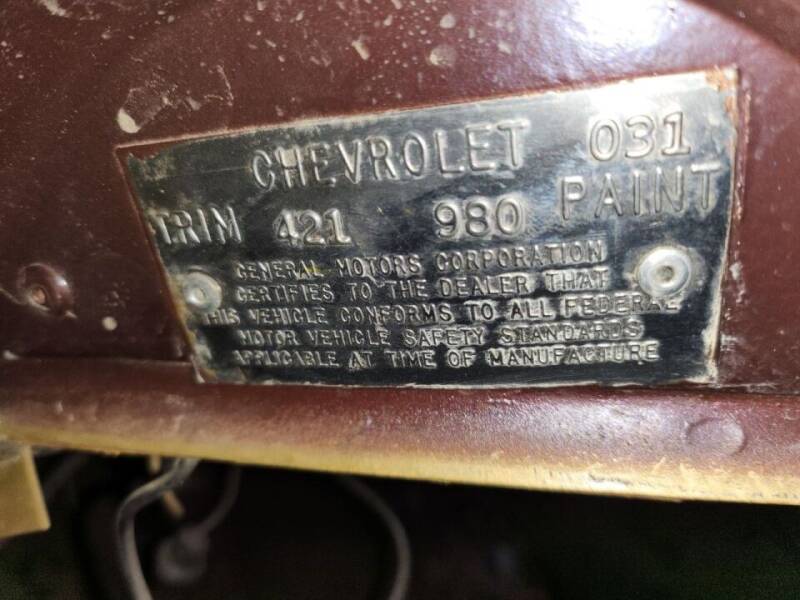 CHEVROLET 031
TRIM 421 980 PAINT
GENERAL MOTORS CORPORATION
CERTIFIES TO THE DEALER THAT
THIS VEHICLE CONFORMS TO ALL FEDERAL
MOTOR VEHICLE SAFETY STANDARDS
APPLICABLE AT TIME OF MANUFACTURE